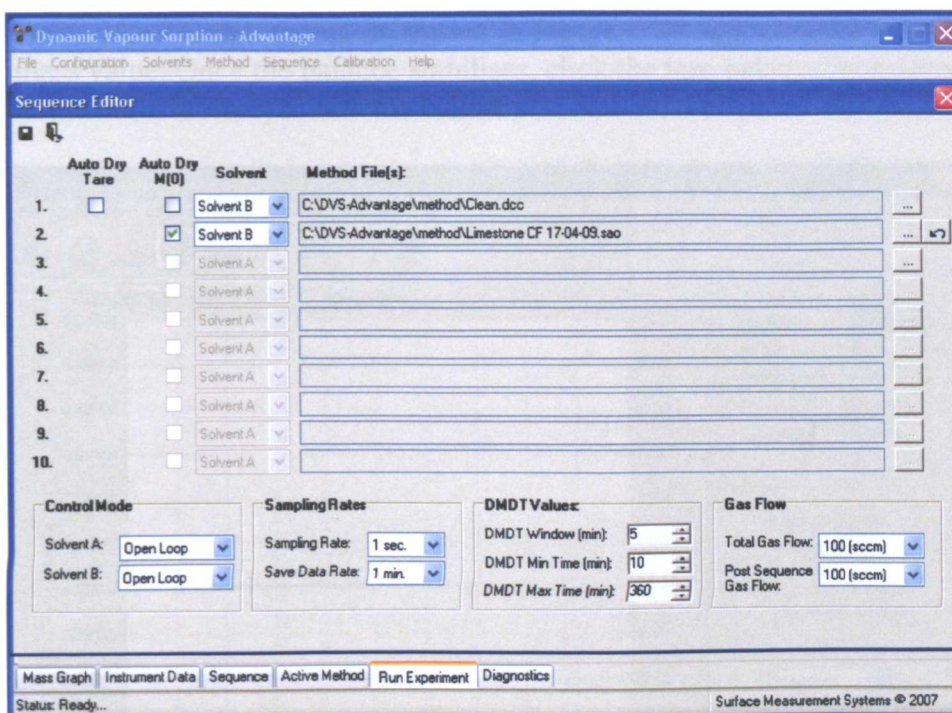 Dynamic Vapour Sorption - Advantage
File Configuration Solvents Method Sequence Calibration Help
Sequence Editor
Auto Dry Tare Auto Dry M(0) Solvent Method File(s):
1. Solvent B C:\DVS-Advantage\method\Clean.dcc ...
2. Solvent B C:\DVS-Advantage\method\Limestone CF 17-04-09.sao ...
3. Solvent A ...
4. Solvent A ...
5. Solvent A ...
6. Solvent A ...
7. Solvent A ...
8. Solvent A ...
9. Solvent A ...
10. Solvent A ...
Control Mode
Solvent A: Open Loop
Solvent B: Open Loop
Sampling Rates
Sampling Rate: 1 sec.
Save Data Rate: 1 min.
DMDT Values:
DMDT Window (min): 5
DMDT Min Time (min): 10
DMDT Max Time (min): 360
Gas Flow
Total Gas Flow: 100 (sccm)
Post Sequence Gas Flow: 100 (sccm)
Mass Graph Instrument Data Sequence Active Method Run Experiment Diagnostics
Status: Ready... Surface Measurement Systems © 2007